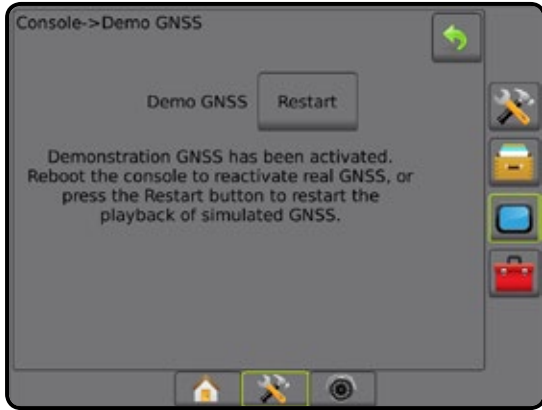 Console->Demo GNSS
Demo GNSS Restart
Demonstration GNSS has been activated.
Reboot the console to reactivate real GNSS, or
press the Restart button to restart the
playback of simulated GNSS.